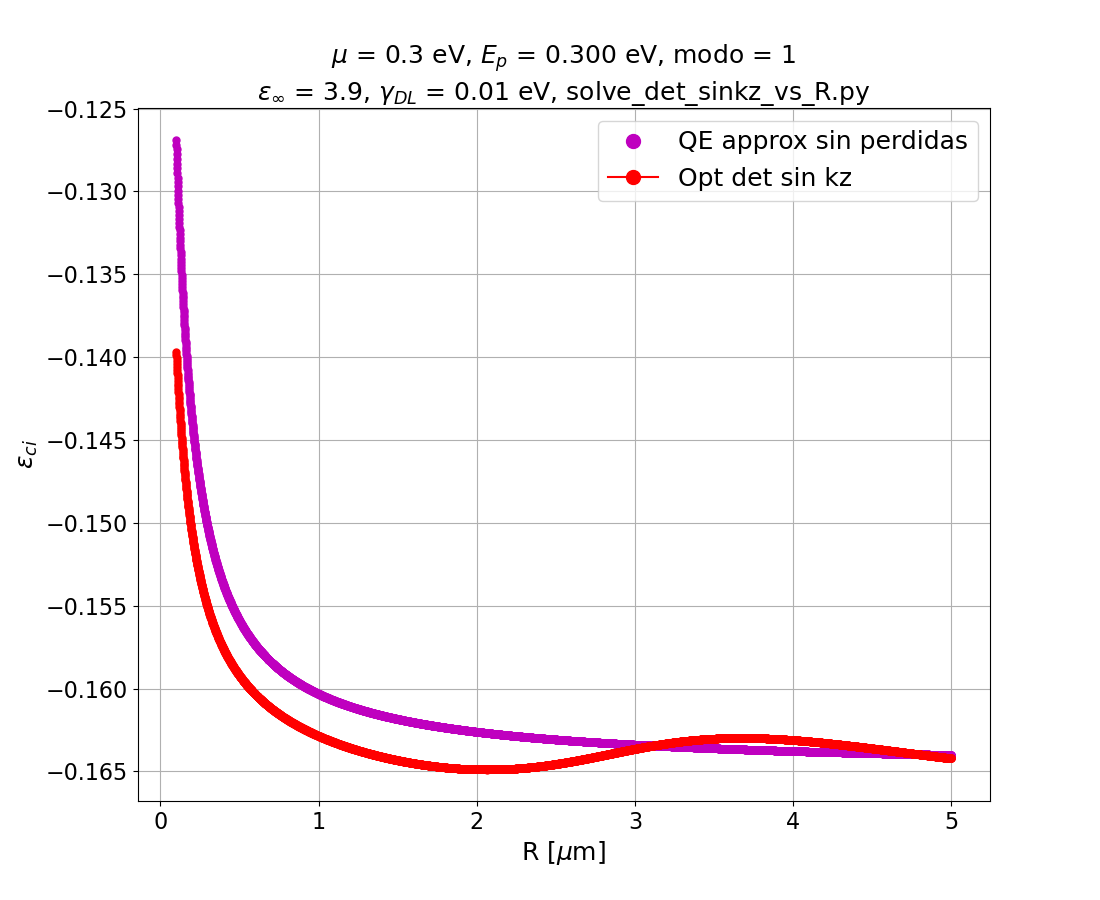 μ = 0.3 eV, E_p = 0.300 eV, modo = 1
ε_∞ = 3.9, γ_DL = 0.01 eV, solve_det_sinkz_vs_R.py
QE approx sin perdidas
Opt det sin kz
ε_ci
−0.125
−0.130
−0.135
−0.140
−0.145
−0.150
−0.155
−0.160
−0.165
0 1 2 3 4 5
R [μm]